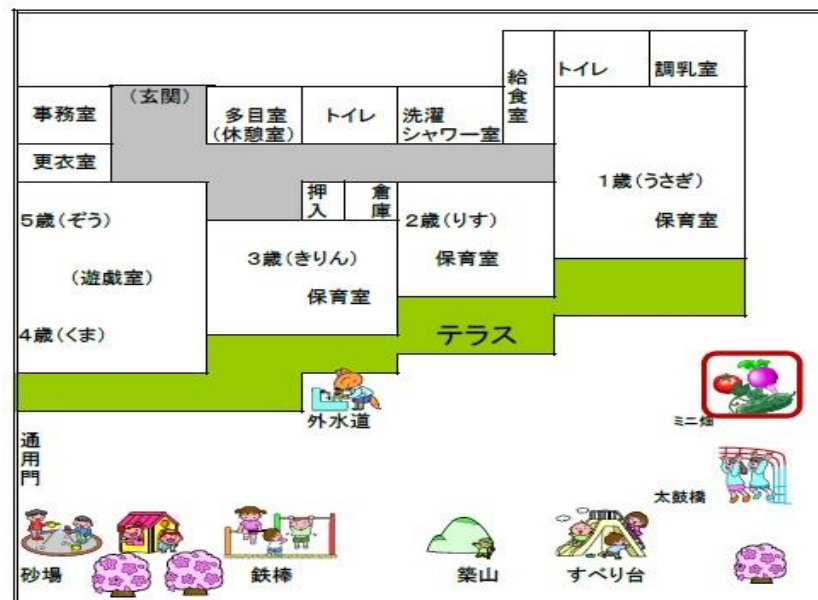 給食室
トイレ
調乳室
(玄関)
事務室
多目室
(休憩室)
トイレ
洗濯
シャワー室
更衣室
1歳(うさぎ)
保育室
押入
倉庫
5歳(ぞう)
2歳(りす)
保育室
3歳(きりん)
保育室
(遊戯室)
4歳(くま)
テラス
外水道
ミニ畑
通用門
太鼓橋
砂場
鉄棒
築山
すべり台